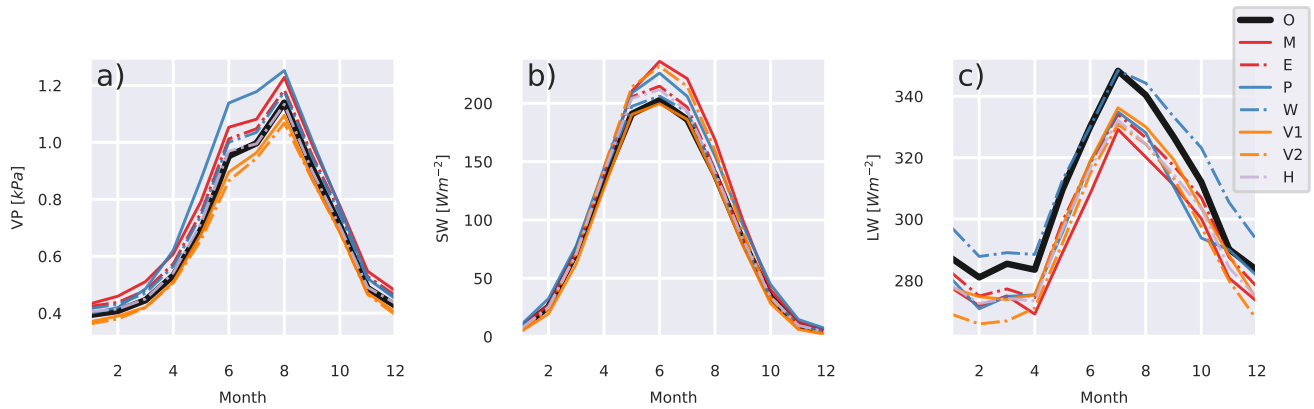 a)
VP [kPa]
1.2
1.0
0.8
0.6
0.4
2 4 6 8 10 12
Month
b)
SW [Wm−2]
200
150
100
50
0
2 4 6 8 10 12
Month
c)
LW [Wm−2]
340
320
300
280
2 4 6 8 10 12
Month
O
M
E
P
W
V1
V2
H